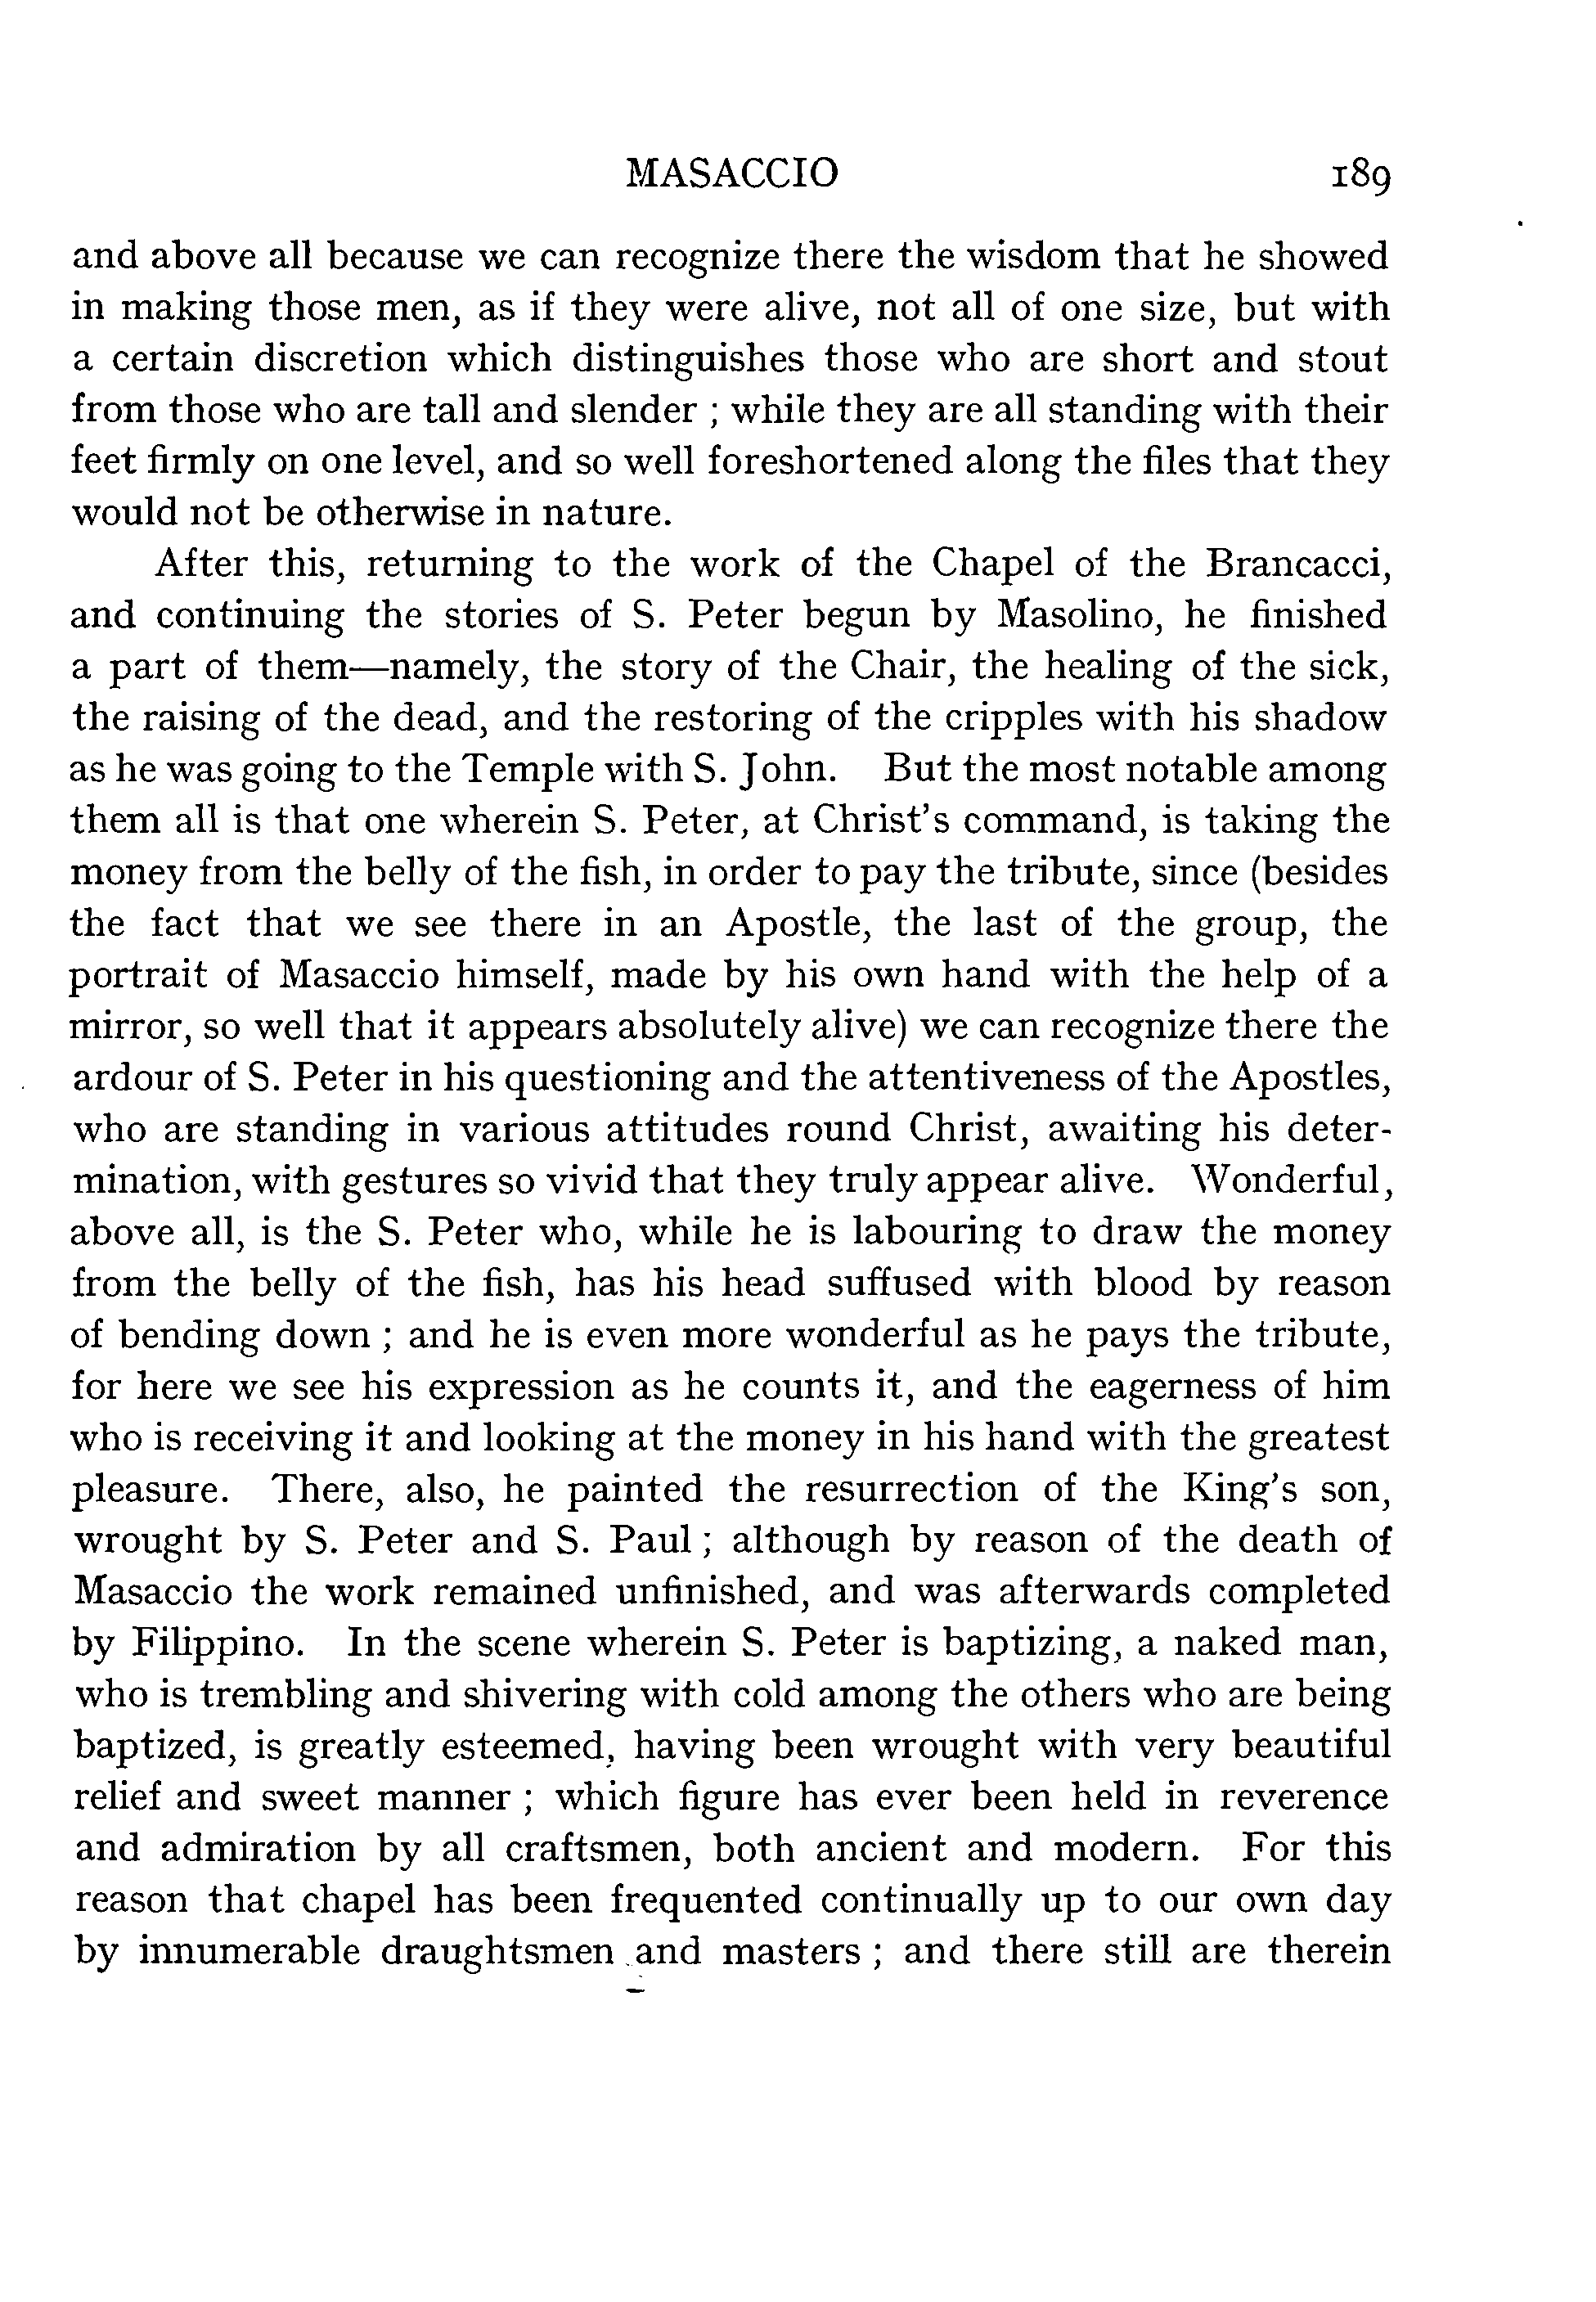 MASACCIO 189
and above all because we can recognize there the wisdom that he showed
in making those men, as if they were alive, not all of one size, but with
a certain discretion which distinguishes those who are short and stout
from those who are tall and slender ; while they are all standing with their
feet firmly on one level, and so well foreshortened along the files that they
would not be otherwise in nature.
After this, returning to the work of the Chapel of the Brancacci,
and continuing the stories of S. Peter begun by Masolino, he finished
a part of them—namely, the story of the Chair, the healing of the sick,
the raising of the dead, and the restoring of the cripples with his shadow
as he was going to the Temple with S. John. But the most notable among
them all is that one wherein S. Peter, at Christ's command, is taking the
money from the belly of the fish, in order to pay the tribute, since (besides
the fact that we see there in an Apostle, the last of the group, the
portrait of Masaccio himself, made by his own hand with the help of a
mirror, so well that it appears absolutely alive) we can recognize there the
ardour of S. Peter in his questioning and the attentiveness of the Apostles,
who are standing in various attitudes round Christ, awaiting his deter-
mination, with gestures so vivid that they truly appear alive. Wonderful,
above all, is the S. Peter who, while he is labouring to draw the money
from the belly of the fish, has his head suffused with blood by reason
of bending down ; and he is even more wonderful as he pays the tribute,
for here we see his expression as he counts it, and the eagerness of him
who is receiving it and looking at the money in his hand with the greatest
pleasure. There, also, he painted the resurrection of the King's son,
wrought by S. Peter and S. Paul ; although by reason of the death of
Masaccio the work remained unfinished, and was afterwards completed
by Filippino. In the scene wherein S. Peter is baptizing, a naked man,
who is trembling and shivering with cold among the others who are being
baptized, is greatly esteemed, having been wrought with very beautiful
relief and sweet manner ; which figure has ever been held in reverence
and admiration by all craftsmen, both ancient and modern. For this
reason that chapel has been frequented continually up to our own day
by innumerable draughtsmen and masters ; and there still are therein